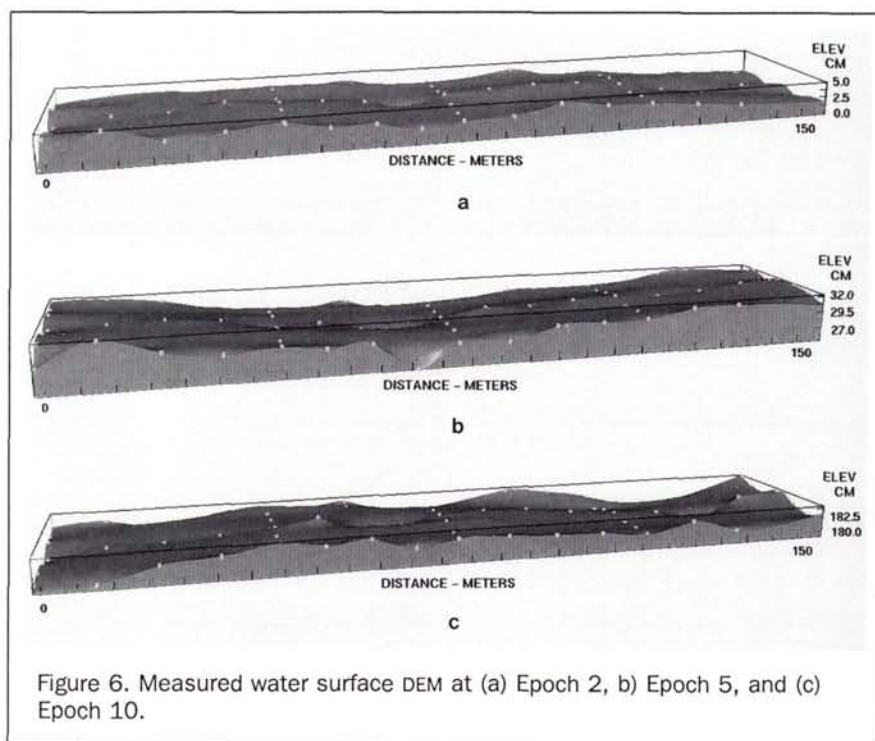 ELEV
CM
5.0
2.5
0.0
150
0
DISTANCE – METERS
a
ELEV
CM
32.0
29.5
27.0
150
0
DISTANCE – METERS
b
ELEV
CM
182.5
180.0
150
0
DISTANCE – METERS
c
Figure 6. Measured water surface DEM at (a) Epoch 2, b) Epoch 5, and (c)
Epoch 10.